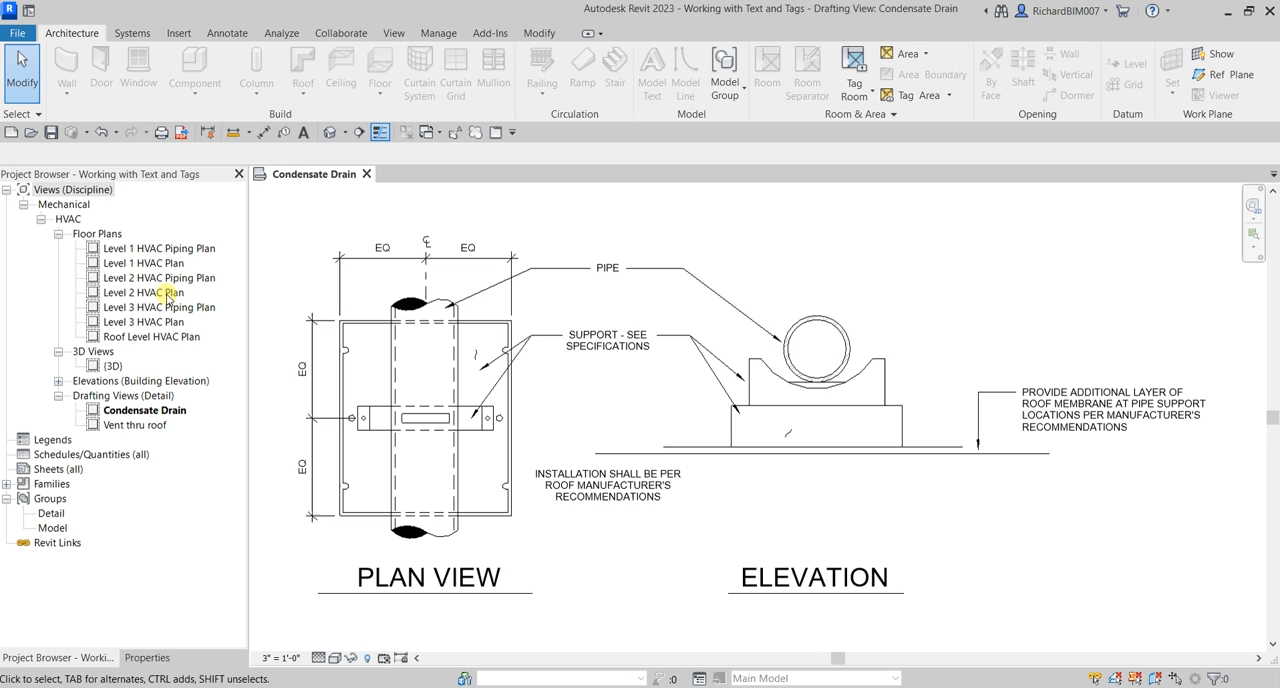 Autodesk Revit 2023 - Working with Text and Tags - Drafting View: Condensate Drain
RichardBIM007
File
Architecture
Systems
Insert
Annotate
Analyze
Collaborate
View
Manage
Add-Ins
Modify
Modify
Wall
Door
Window
Component
Column
Roof
Ceiling
Floor
Curtain
System
Curtain
Grid
Mullion
Railing
Ramp
Stair
Model
Text
Model
Line
Model
Group
Room
Room
Separator
Tag
Room
Area
Area Boundary
Tag Area
By
Face
Shaft
Wall
Vertical
Dormer
Level
Grid
Set
Show
Ref Plane
Viewer
Select
Build
Circulation
Model
Room & Area
Opening
Datum
Work Plane
Project Browser - Working with Text and Tags
Condensate Drain
Views (Discipline)
Mechanical
HVAC
Floor Plans
Level 1 HVAC Piping Plan
Level 1 HVAC Plan
Level 2 HVAC Piping Plan
Level 2 HVAC Plan
Level 3 HVAC Piping Plan
Level 3 HVAC Plan
Roof Level HVAC Plan
3D Views
{3D}
Elevations (Building Elevation)
Drafting Views (Detail)
Condensate Drain
Vent thru roof
Legends
Schedules/Quantities (all)
Sheets (all)
Families
Groups
Detail
Model
Revit Links
EQ
EQ
EQ
EQ
PIPE
SUPPORT - SEE
SPECIFICATIONS
INSTALLATION SHALL BE PER
ROOF MANUFACTURER'S
RECOMMENDATIONS
PROVIDE ADDITIONAL LAYER OF
ROOF MEMBRANE AT PIPE SUPPORT
LOCATIONS PER MANUFACTURER'S
RECOMMENDATIONS
PLAN VIEW
ELEVATION
Project Browser - Worki...
Properties
3" = 1'-0"
Click to select, TAB for alternates, CTRL adds, SHIFT unselects.
:0
Main Model
:0